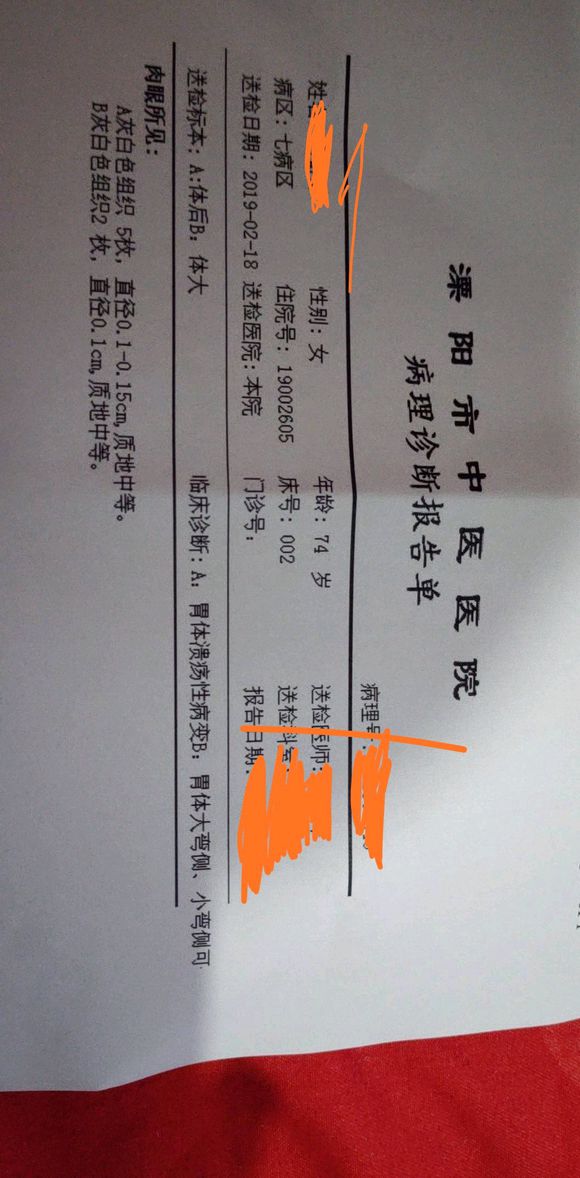 溧阳市中医医院
病理诊断报告单
病理号:
姓 性别: 女 年龄: 74 岁 送检医师:
病区: 七病区 住院号: 19002605 床号: 002 送检科室:
送检日期: 2019-02-18 送检医院: 本院 门诊号: 报告日期:
送检标本: A:体后B: 体大 临床诊断: A: 胃体溃疡性病变B: 胃体大弯侧、小弯侧可
肉眼所见:
A灰白色组织 5枚, 直径0.1-0.15cm,质地中等。
B灰白色组织2 枚, 直径0.1cm,质地中等。